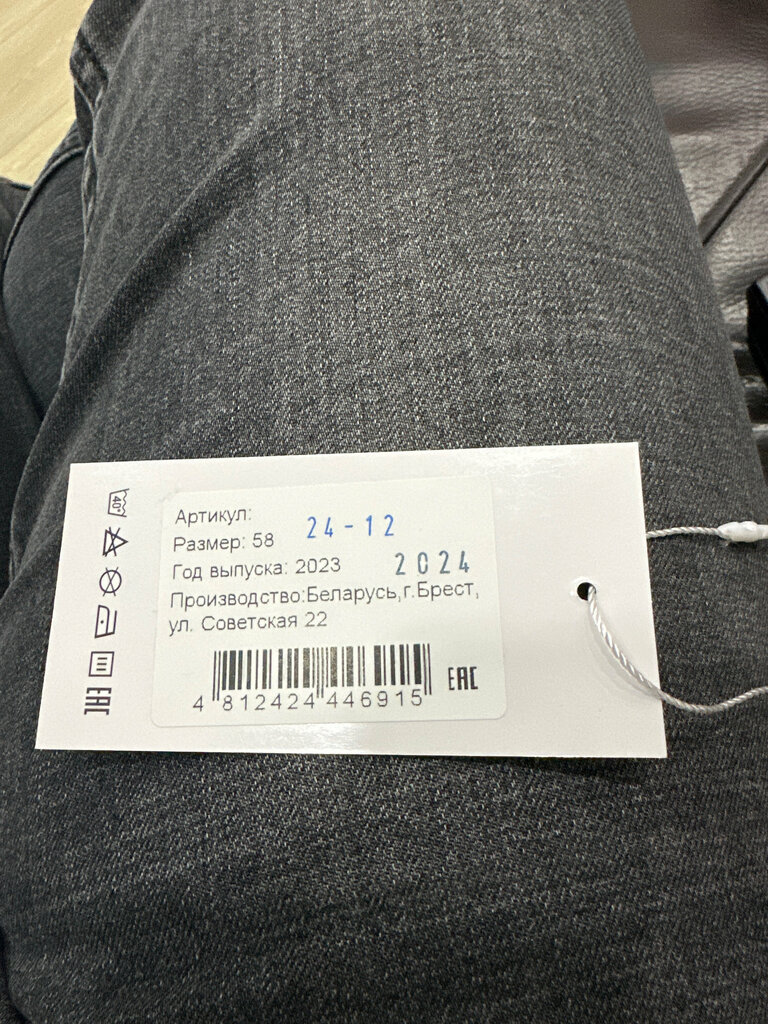 Артикул: 24-12
Размер: 58
Год выпуска: 2023 2024
Производство:Беларусь,г.Брест,
ул. Советская 22
4 812424 446915
EAC
40°
EAC